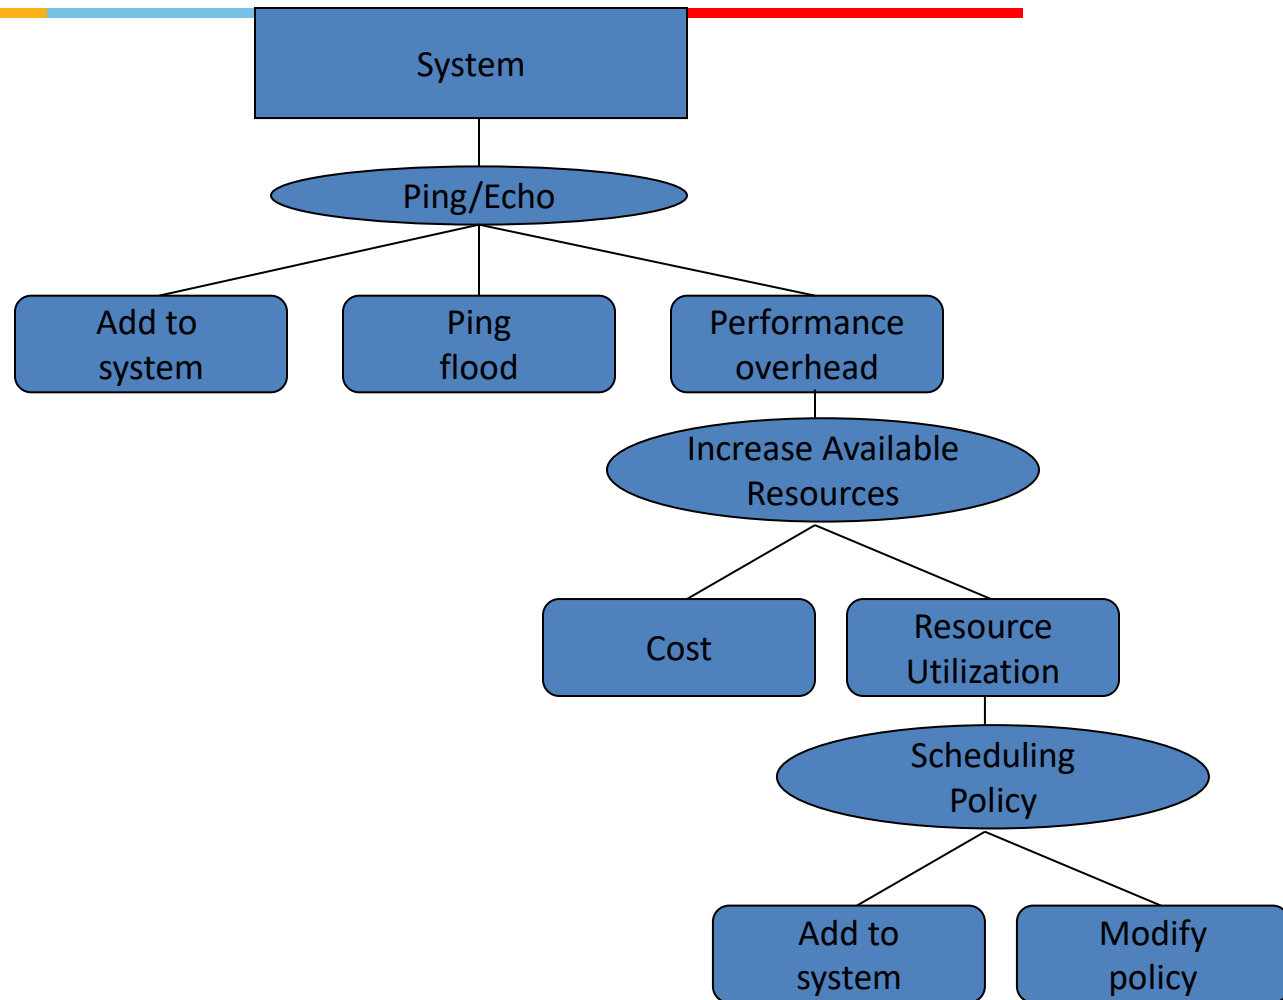 System
Ping/Echo
Add to
system
Ping
flood
Performance
overhead
Increase Available
Resources
Cost
Resource
Utilization
Scheduling
Policy
Add to
system
Modify
policy